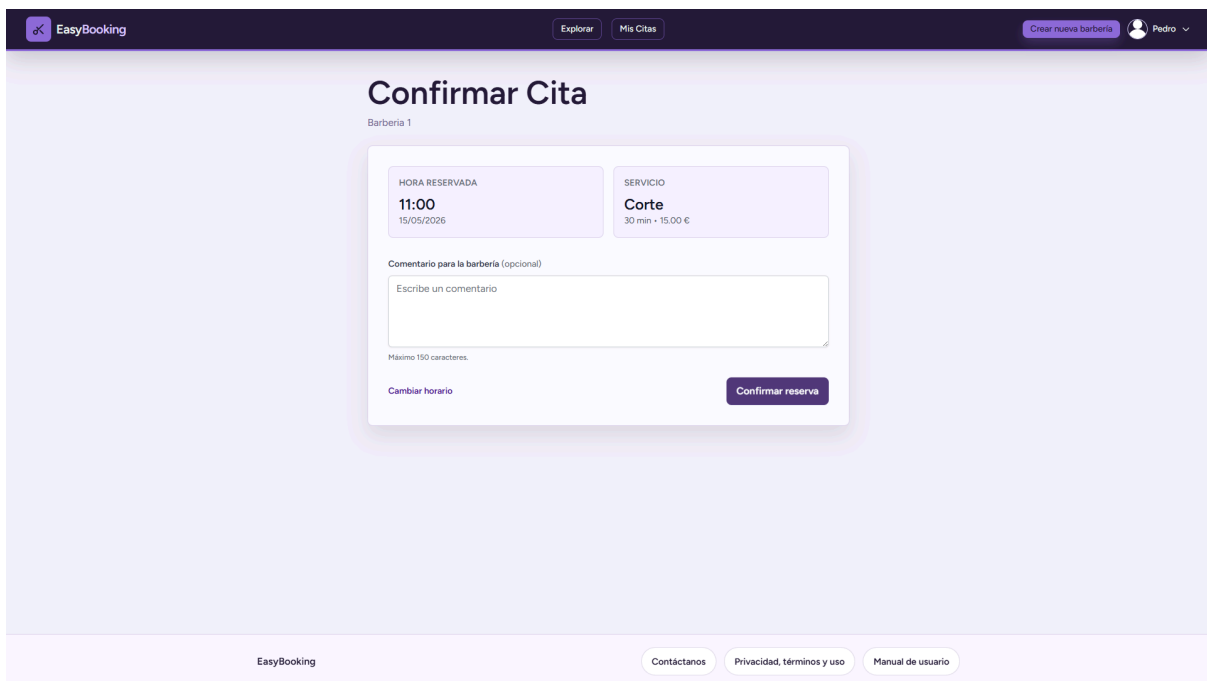 EasyBooking
Explorar
Mis Citas
Crear nueva barbería
Pedro
Confirmar Cita
Barberia 1
HORA RESERVADA
11:00
15/05/2026
SERVICIO
Corte
30 min • 15.00 €
Comentario para la barbería (opcional)
Escribe un comentario
Máximo 150 caracteres.
Cambiar horario
Confirmar reserva
EasyBooking
Contáctanos
Privacidad, términos y uso
Manual de usuario